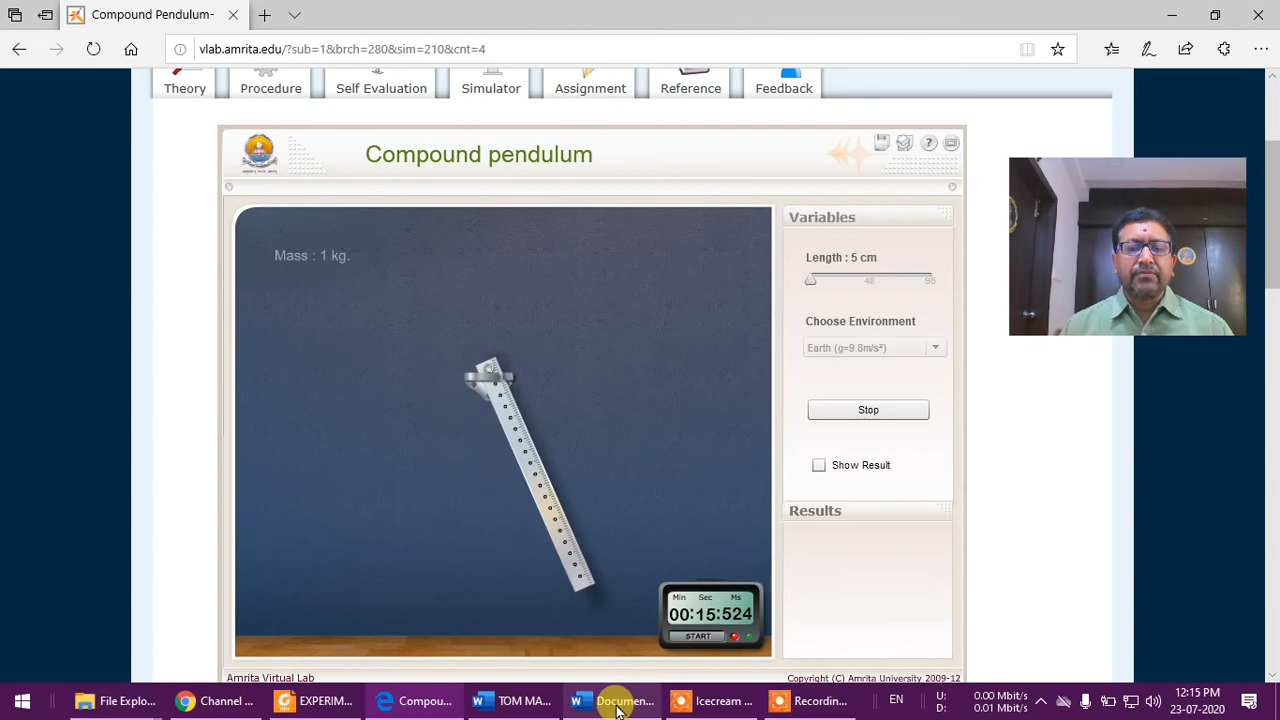 Compound Pendulum-
vlab.amrita.edu/?sub=1&brch=280&sim=210&cnt=4
Theory
Procedure
Self Evaluation
Simulator
Assignment
Reference
Feedback
Compound pendulum
Variables
Mass : 1 kg.
Length : 5 cm
48
95
Choose Environment
Earth (g=9.8m/s²)
Stop
Show Result
Results
Min Sec Ms
00:15:524
START
Amrita Virtual Lab
Copyright (C) Amrita University 2009-12
File Explo...
Channel ...
EXPERIM...
Compou...
TOM MA...
Documen...
Icecream ...
Recordin...
EN
U: 0.00 Mbit/s
D: 0.01 Mbit/s
12:15 PM
23-07-2020